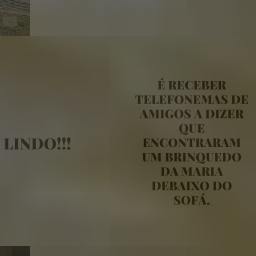 LINDO!!!
É RECEBER
TELEFONEMAS DE
AMIGOS A DIZER
QUE
ENCONTRARAM
UM BRINQUEDO
DA MARIA
DEBAIXO DO
SOFÁ.